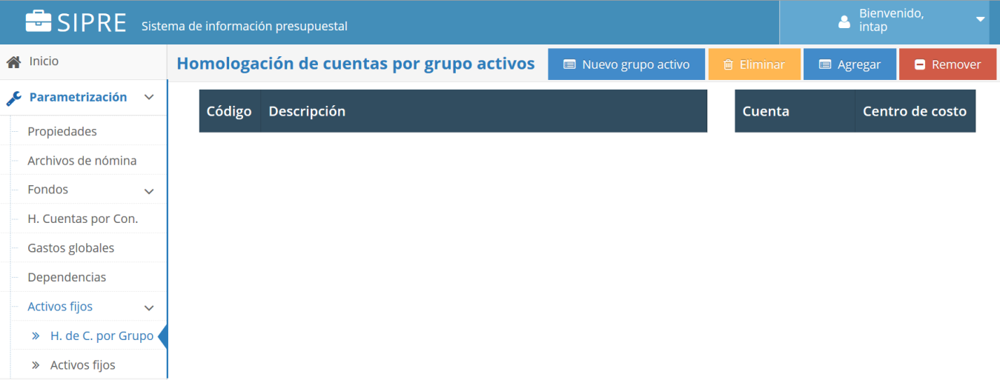 SIPRE Sistema de información presupuestal
Bienvenido,
intap
Inicio
Homologación de cuentas por grupo activos
Nuevo grupo activo
Eliminar
Agregar
Remover
Parametrización
Propiedades
Archivos de nómina
Fondos
H. Cuentas por Con.
Gastos globales
Dependencias
Activos fijos
H. de C. por Grupo
Activos fijos
Código Descripción
Cuenta Centro de costo